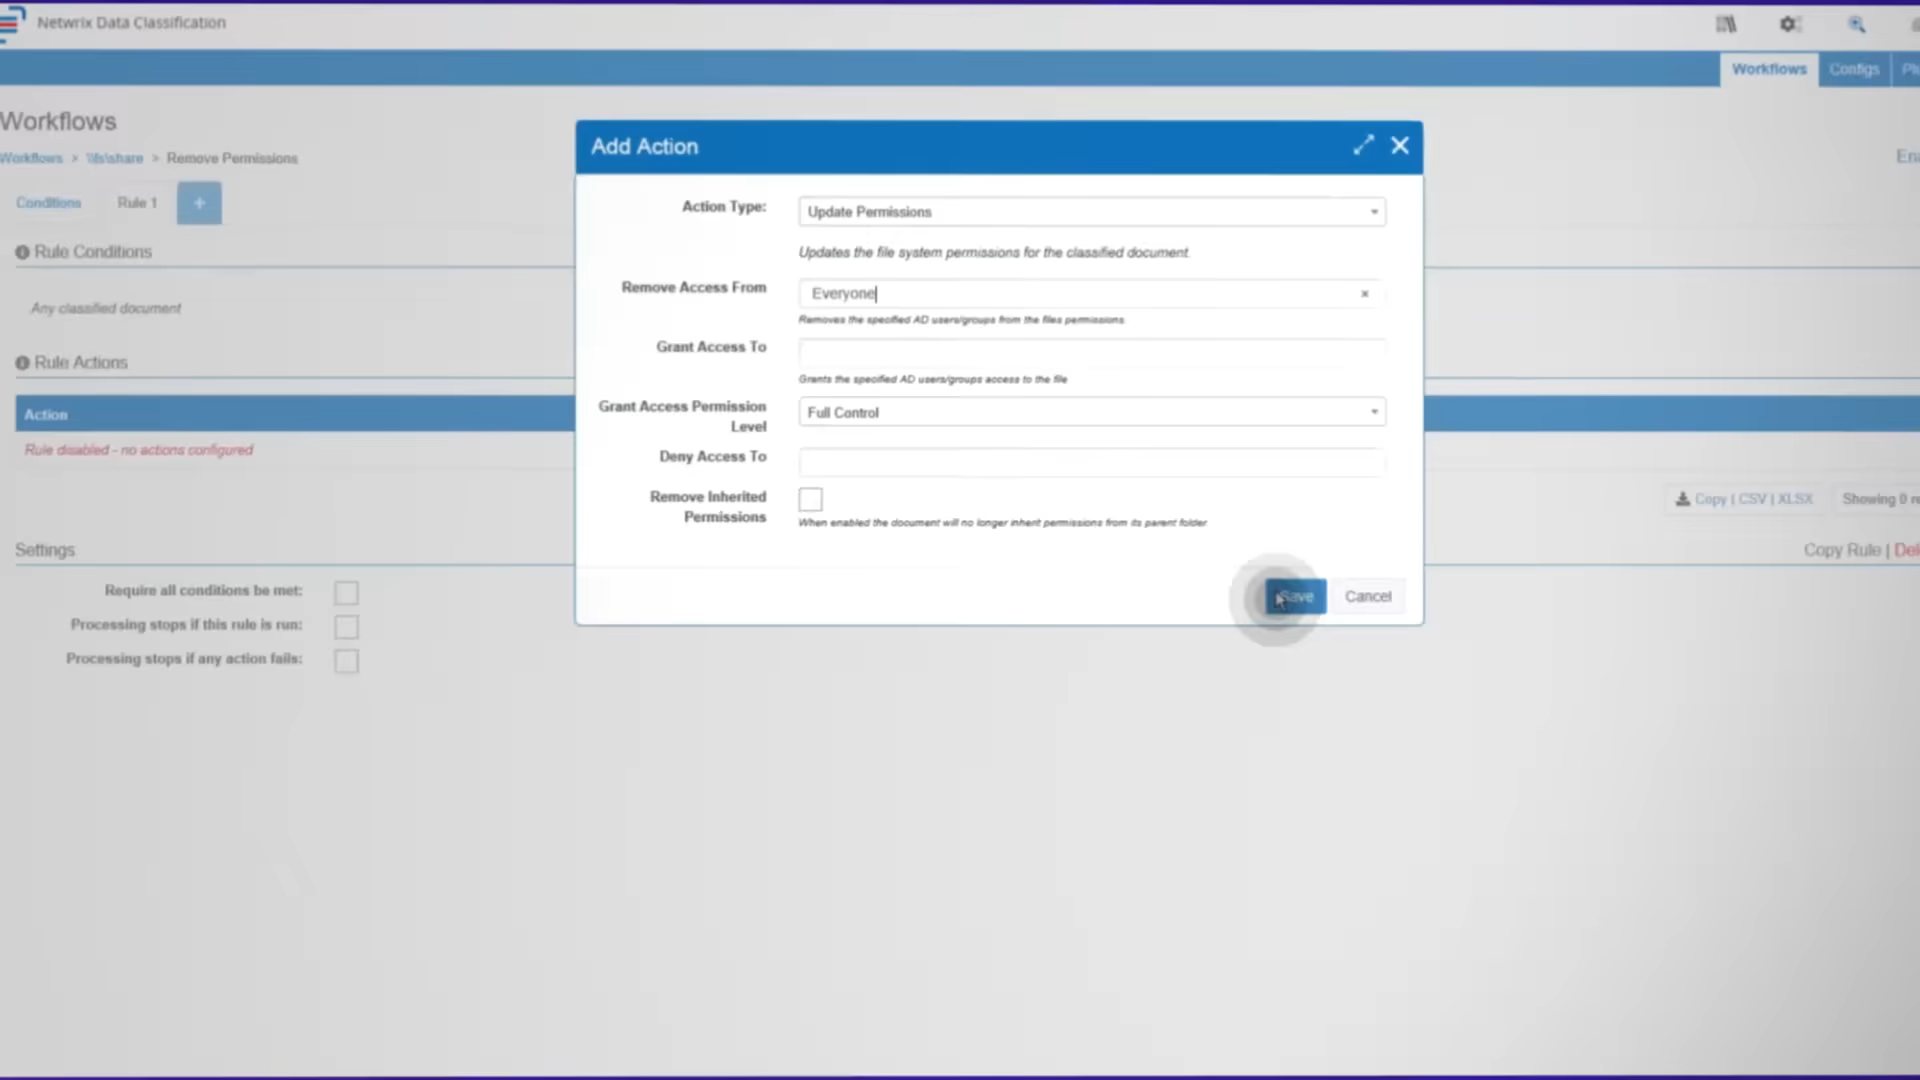 Netwrix Data Classification
Workflows
Configs
Workflows
Workflows > \\fs\share > Remove Permissions
Conditions
Rule 1
+
Rule Conditions
Any classified document
Rule Actions
Action
Rule disabled - no actions configured
Copy | CSV | XLSX
Showing 0
Settings
Copy Rule |
Require all conditions be met:
Processing stops if this rule is run:
Processing stops if any action fails:
Add Action
Action Type:
Update Permissions
Updates the file system permissions for the classified document.
Remove Access From
Everyone
Removes the specified AD users/groups from the files permissions.
Grant Access To
Grants the specified AD users/groups access to the file
Grant Access Permission
Level
Full Control
Deny Access To
Remove Inherited
Permissions
When enabled the document will no longer inherit permissions from its parent folder
Save
Cancel